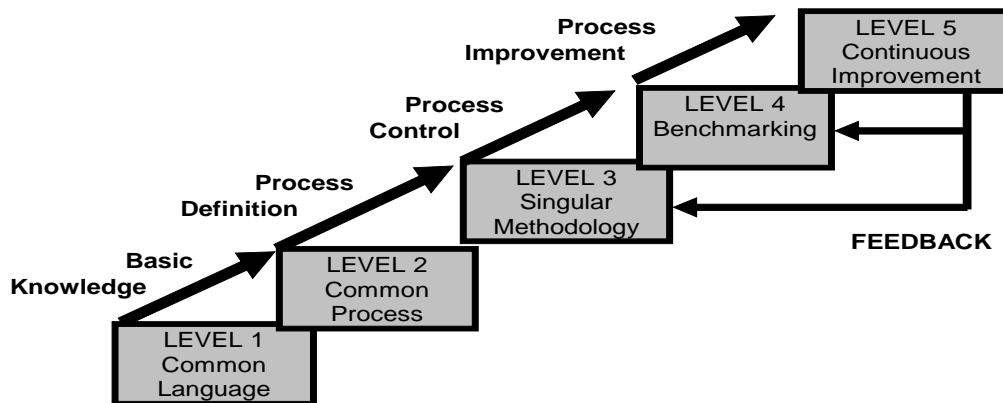 Process
Improvement
LEVEL 5
Continuous
Improvement
Process
Control
LEVEL 4
Benchmarking
Process
Definition
LEVEL 3
Singular
Methodology
FEEDBACK
Basic
Knowledge
LEVEL 2
Common
Process
LEVEL 1
Common
Language